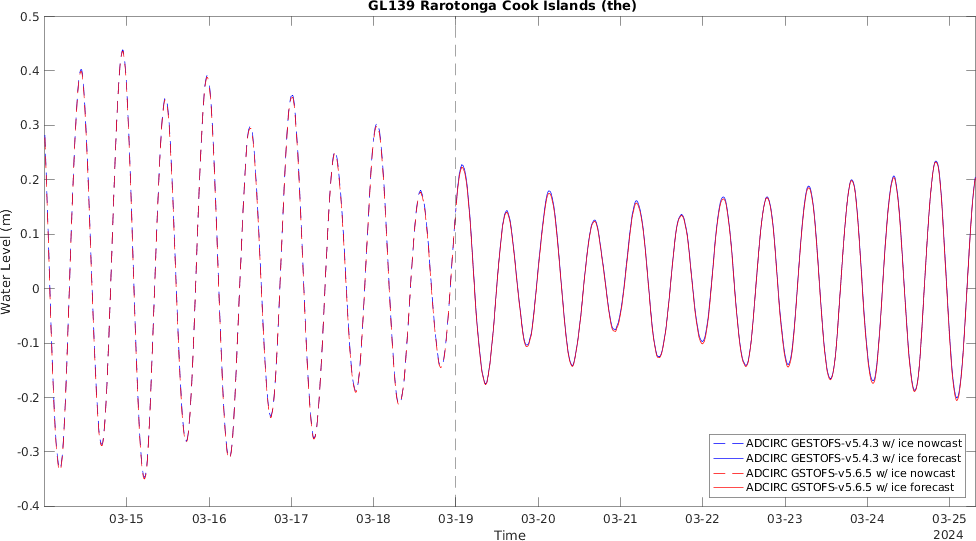 GL139 Rarotonga Cook Islands (the)
0.5
0.4
0.3
0.2
0.1
0
-0.1
-0.2
-0.3
-0.4
Water Level (m)
03-15 03-16 03-17 03-18 03-19 03-20 03-21 03-22 03-23 03-24 03-25
2024
Time
ADCIRC GESTOFS-v5.4.3 w/ ice nowcast
ADCIRC GESTOFS-v5.4.3 w/ ice forecast
ADCIRC GSTOFS-v5.6.5 w/ ice nowcast
ADCIRC GSTOFS-v5.6.5 w/ ice forecast